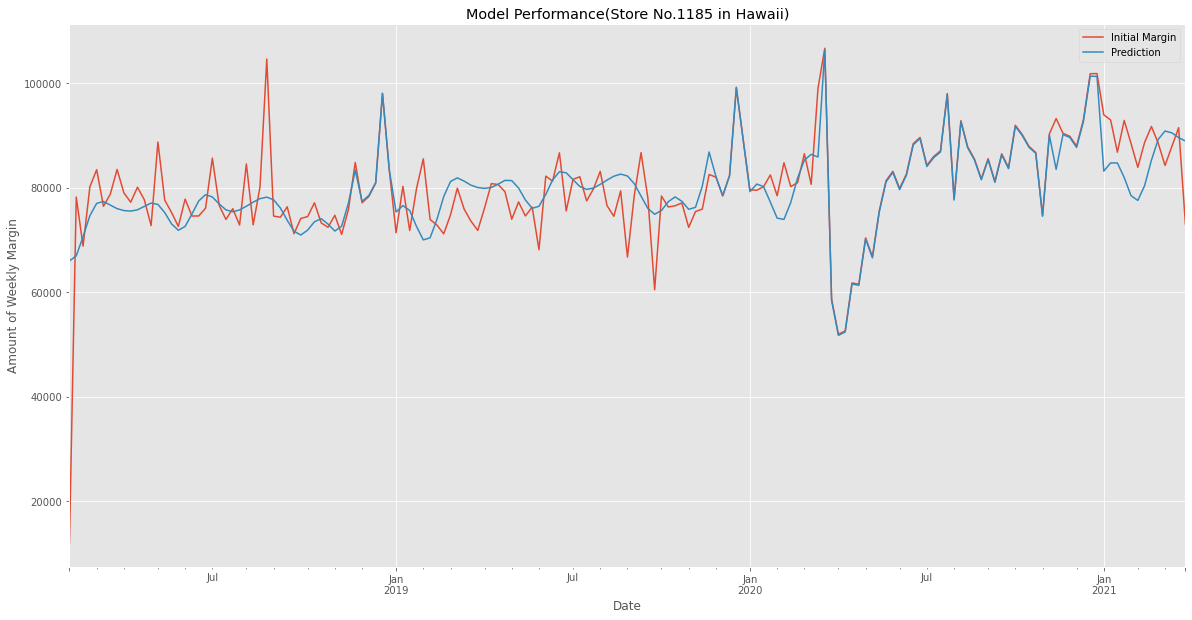 Model Performance(Store No.1185 in Hawaii)
Initial Margin
Prediction
100000
80000
60000
40000
20000
Amount of Weekly Margin
Jul
Jan
2019
Jul
Jan
2020
Jul
Jan
2021
Date